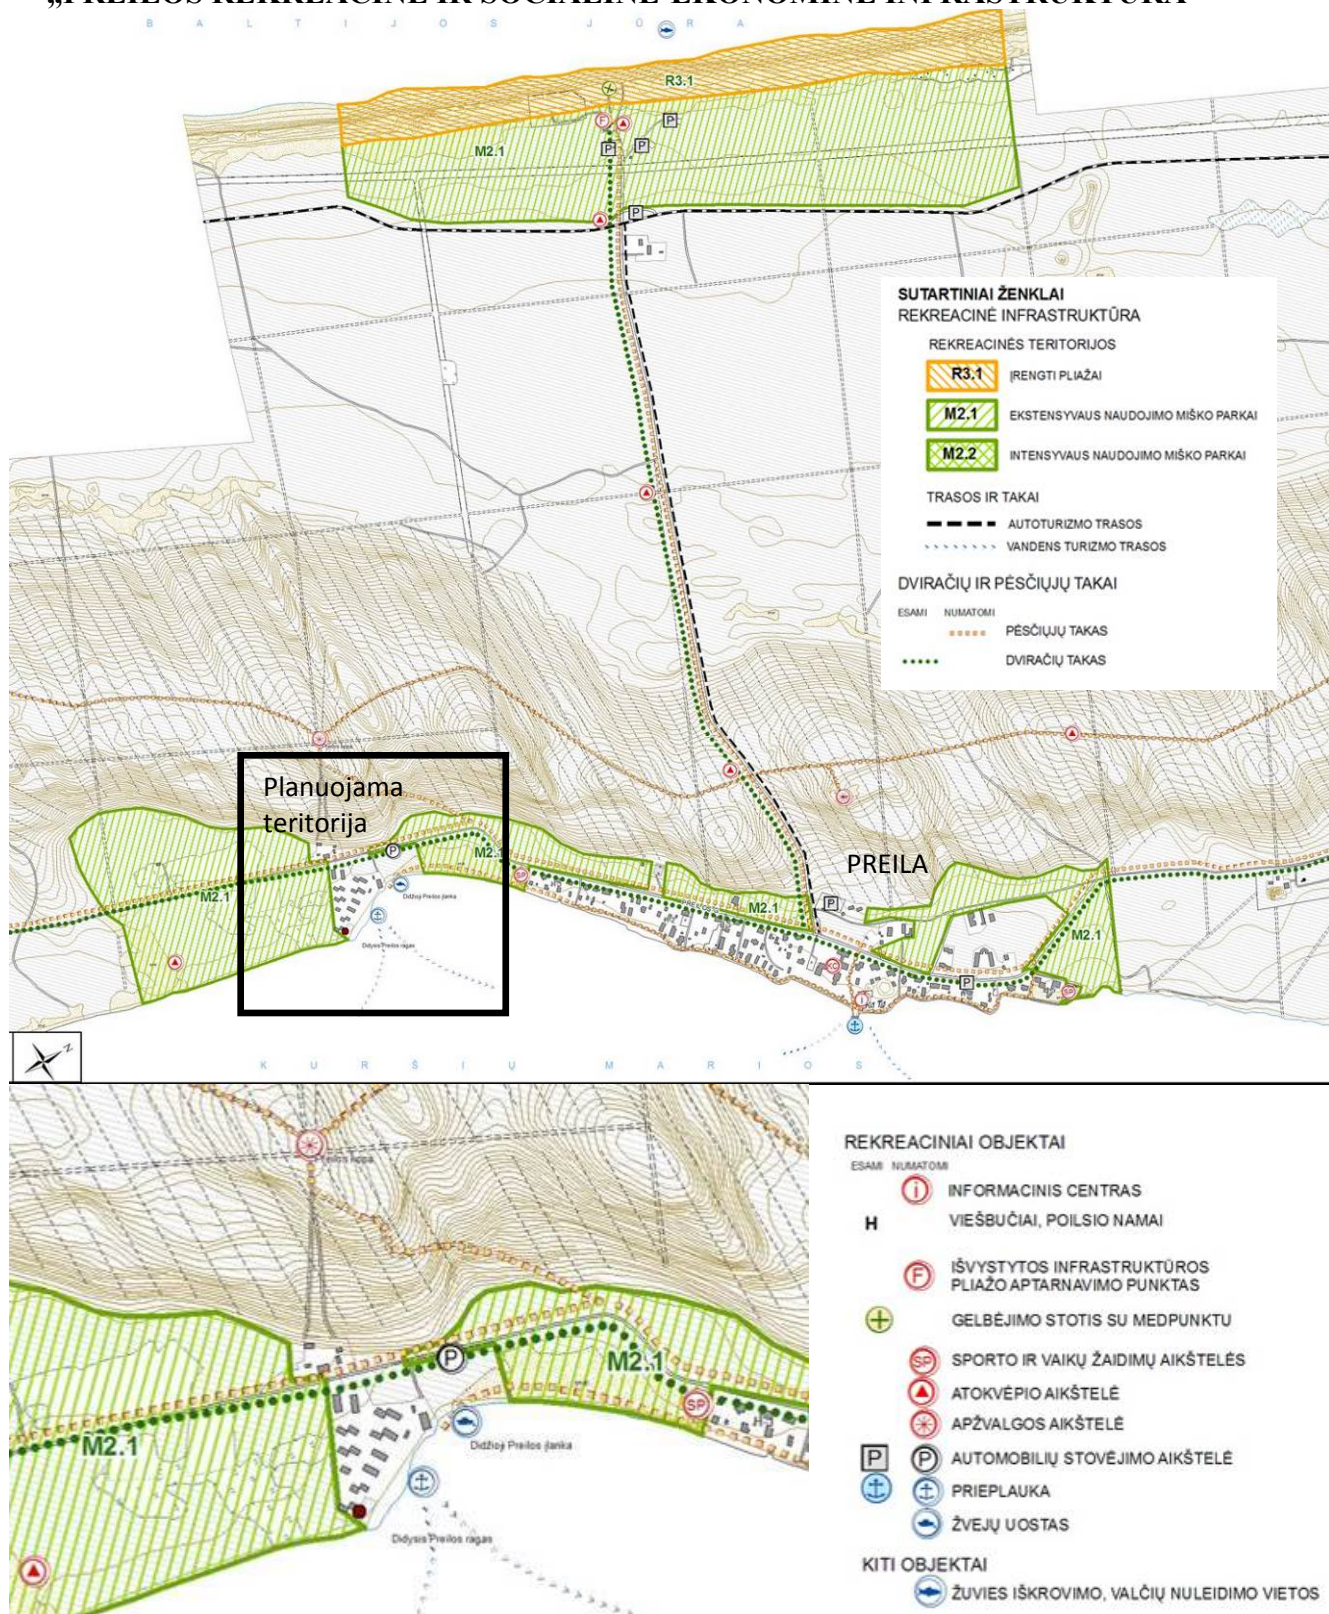 „PREILOS REKREACINĖ IR SOCIALINĖ-EKONOMINĖ INFRASTRUKTŪRA“
B A L T I J O S J Ū R A
R3.1
F
P
M2.1
P
P
P
SUTARTINIAI ŽENKLAI
REKREACINĖ INFRASTRUKTŪRA
REKREACINĖS TERITORIJOS
R3.1 ĮRENGTI PLIAŽAI
M2.1 EKSTENSYVAUS NAUDOJIMO MIŠKO PARKAI
M2.2 INTENSYVAUS NAUDOJIMO MIŠKO PARKAI
TRASOS IR TAKAI
AUTOTURIZMO TRASOS
VANDENS TURIZMO TRASOS
DVIRAČIŲ IR PĖSČIŲJŲ TAKAI
ESAMI NUMATOMI
PĖSČIŲJŲ TAKAS
DVIRAČIŲ TAKAS
Planuojama
teritorija
P
M2.1
PREILA
SP
M2.1
Didžioji Preilos įlanka
M2.1
P
Didysis Preilos ragas
M2.1
KC
P
SP
i
N
K U R Š I Ų M A R I O S
P
M2.1
SP
H
M2.1
Didžioji Preilos įlanka
Didysis Preilos ragas
REKREACINIAI OBJEKTAI
ESAMI NUMATOMI
i INFORMACINIS CENTRAS
H VIEŠBUČIAI, POILSIO NAMAI
F IŠVYSTYTOS INFRASTRUKTŪROS
PLIAŽO APTARNAVIMO PUNKTAS
GELBĖJIMO STOTIS SU MEDPUNKTU
SP SPORTO IR VAIKŲ ŽAIDIMŲ AIKŠTELĖS
ATOKVĖPIO AIKŠTELĖ
APŽVALGOS AIKŠTELĖ
P P AUTOMOBILIŲ STOVĖJIMO AIKŠTELĖ
PRIEPLAUKA
ŽVEJŲ UOSTAS
KITI OBJEKTAI
ŽUVIES IŠKROVIMO, VALČIŲ NULEIDIMO VIETOS